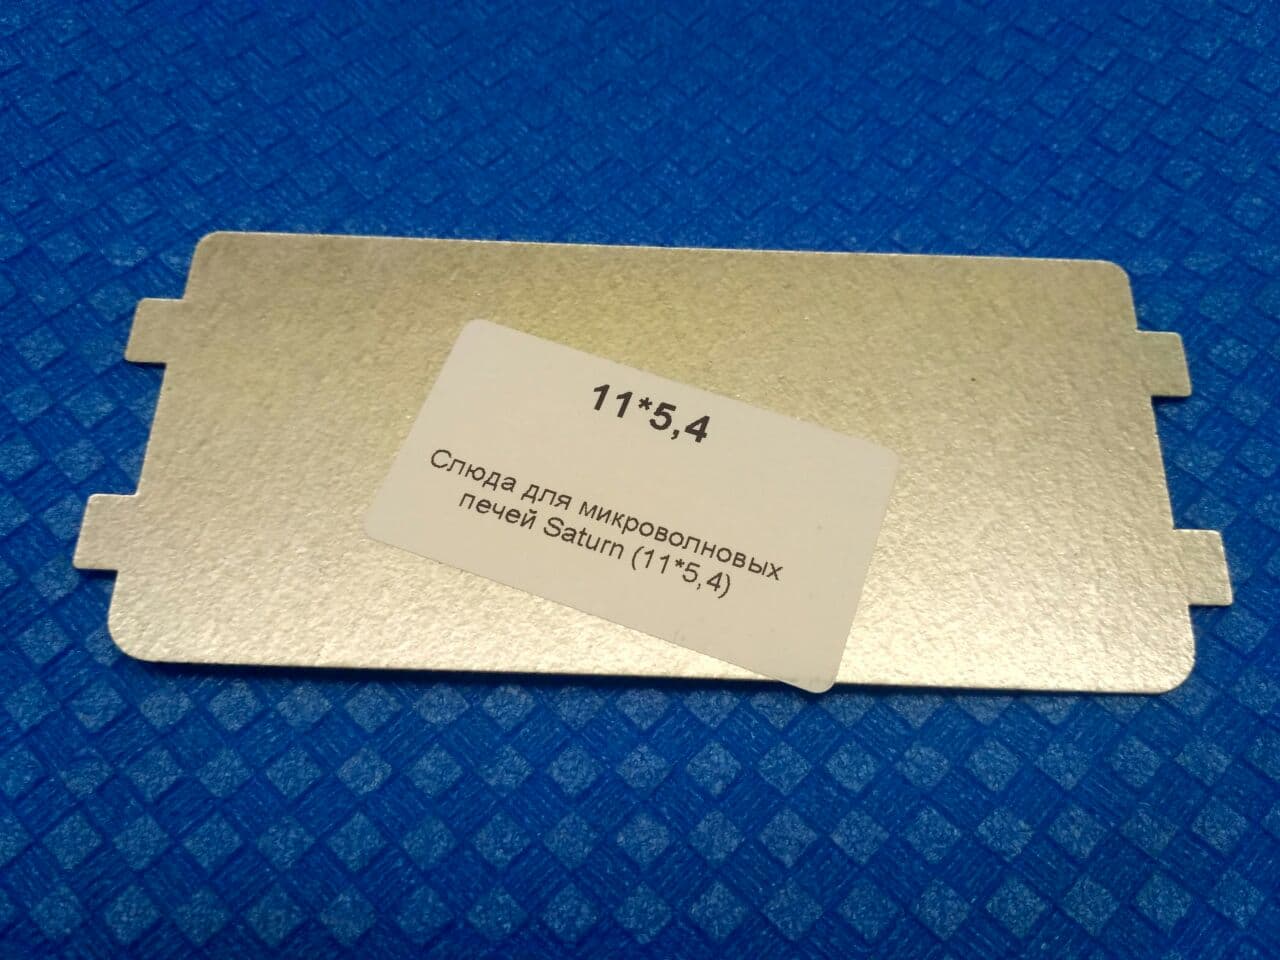 11*5,4
Слюда для микроволновых
печей Saturn (11*5,4)